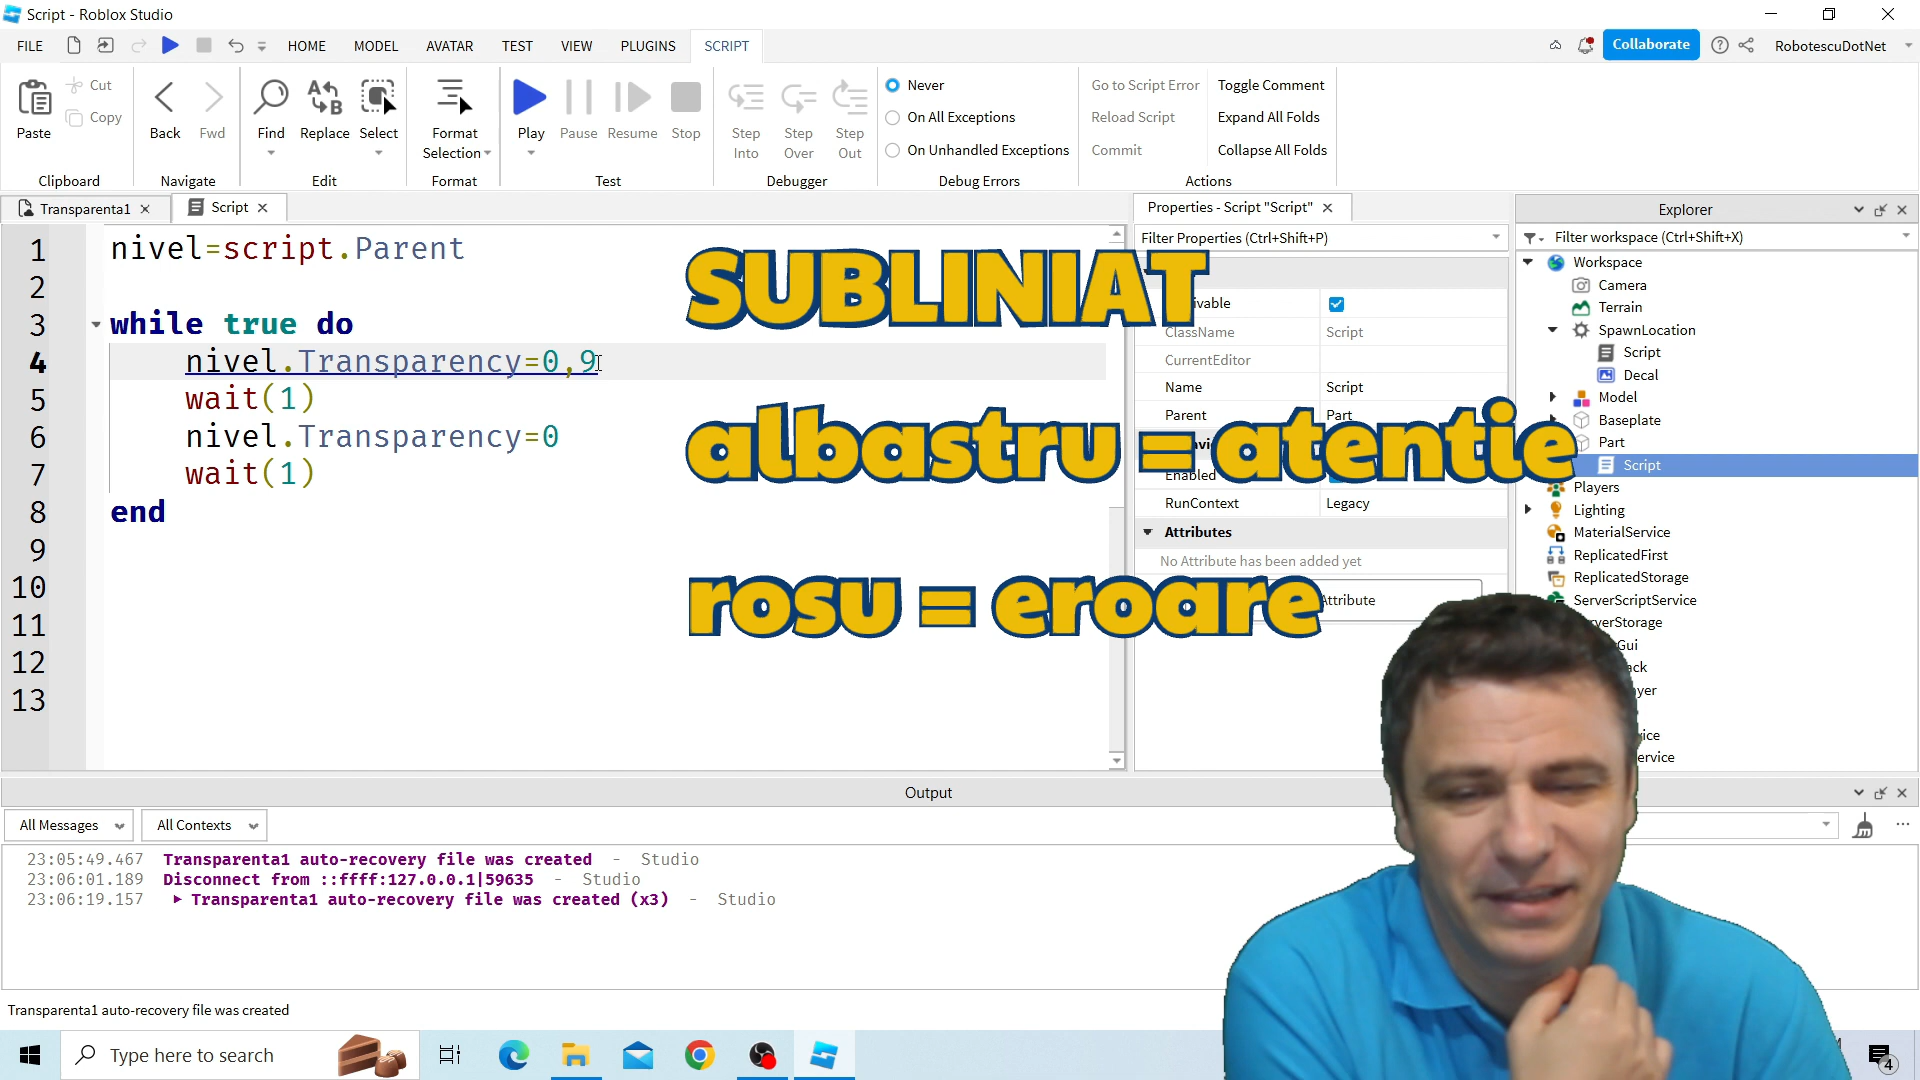 Script - Roblox Studio
FILE HOME MODEL AVATAR TEST VIEW PLUGINS SCRIPT Collaborate RobotescuDotNet
Paste Cut Copy Back Fwd Find Replace Select Format Selection Play Pause Resume Stop Step Into Step Over Step Out
Never
On All Exceptions
On Unhandled Exceptions
Go to Script Error Toggle Comment
Reload Script Expand All Folds
Commit Collapse All Folds
Clipboard Navigate Edit Format Test Debugger Debug Errors Actions
Transparenta1 Script
1 nivel=script.Parent
2
3 while true do
4 nivel.Transparency=0,9
5 wait(1)
6 nivel.Transparency=0
7 wait(1)
8 end
9
10
11
12
13
SUBLINIAT
albastru = atentie
rosu = eroare
Properties - Script "Script"
Filter Properties (Ctrl+Shift+P)
ivable
ClassName Script
CurrentEditor
Name Script
Parent Part
Enabled
RunContext Legacy
Attributes
No Attribute has been added yet
Attribute
Explorer
Filter workspace (Ctrl+Shift+X)
Workspace
Camera
Terrain
SpawnLocation
Script
Decal
Model
Baseplate
Part
Script
Players
Lighting
MaterialService
ReplicatedFirst
ReplicatedStorage
ServerScriptService
rverStorage
Gui
ack
ayer
ice
ervice
Output
All Messages All Contexts
23:05:49.467 Transparenta1 auto-recovery file was created - Studio
23:06:01.189 Disconnect from ::ffff:127.0.0.1|59635 - Studio
23:06:19.157 Transparenta1 auto-recovery file was created (x3) - Studio
Transparenta1 auto-recovery file was created
Type here to search
4